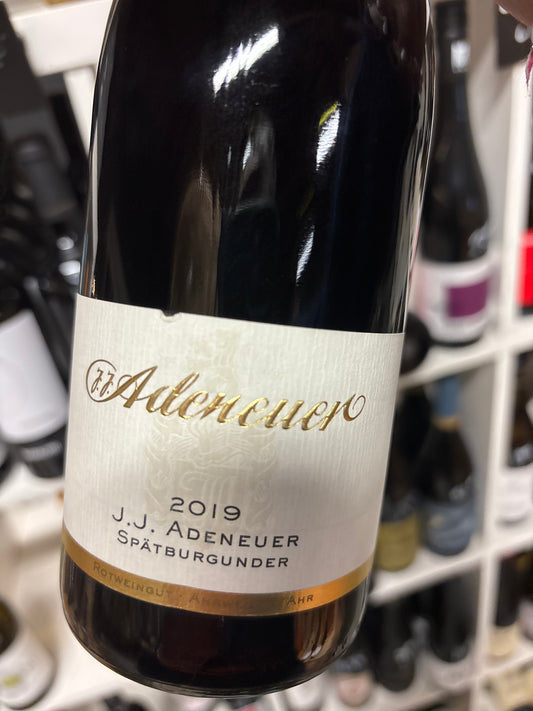 J.J. Adeneuer
2019
J.J. ADENEUER
SPÄTBURGUNDER
ROTWEINGUT · AHR